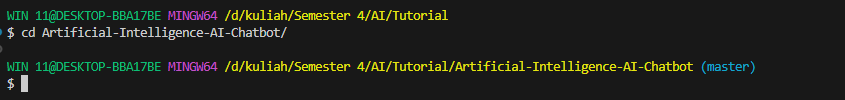 WIN 11@DESKTOP-BBA17BE MINGW64 /d/kuliah/Semester 4/AI/Tutorial
$ cd Artificial-Intelligence-AI-Chatbot/
WIN 11@DESKTOP-BBA17BE MINGW64 /d/kuliah/Semester 4/AI/Tutorial/Artificial-Intelligence-AI-Chatbot (master)
$